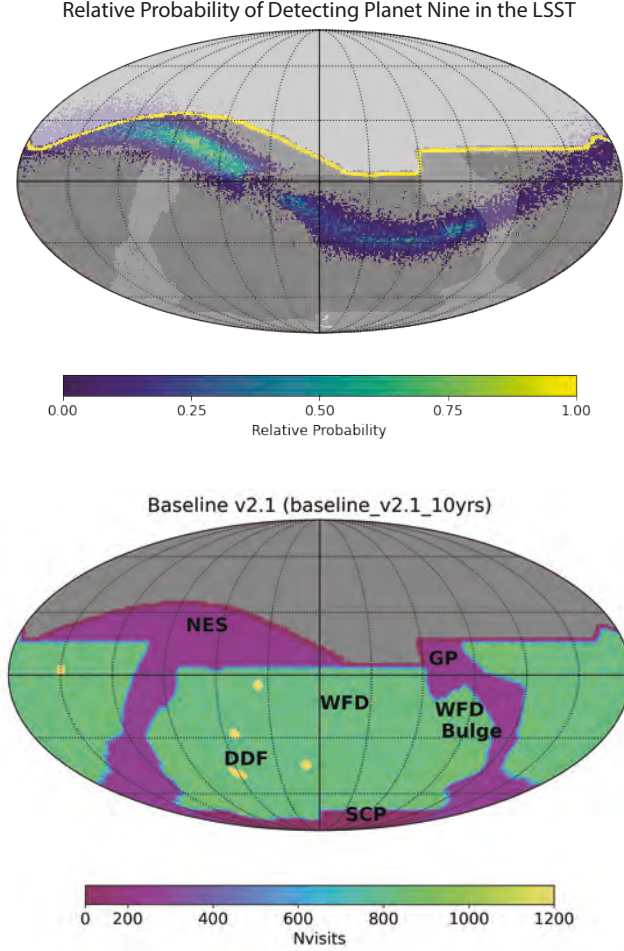 Relative Probability of Detecting Planet Nine in the LSST
0.00 0.25 0.50 0.75 1.00
Relative Probability
Baseline v2.1 (baseline_v2.1_10yrs)
NES
GP
WFD
WFD
Bulge
DDF
SCP
0 200 400 600 800 1000 1200
Nvisits